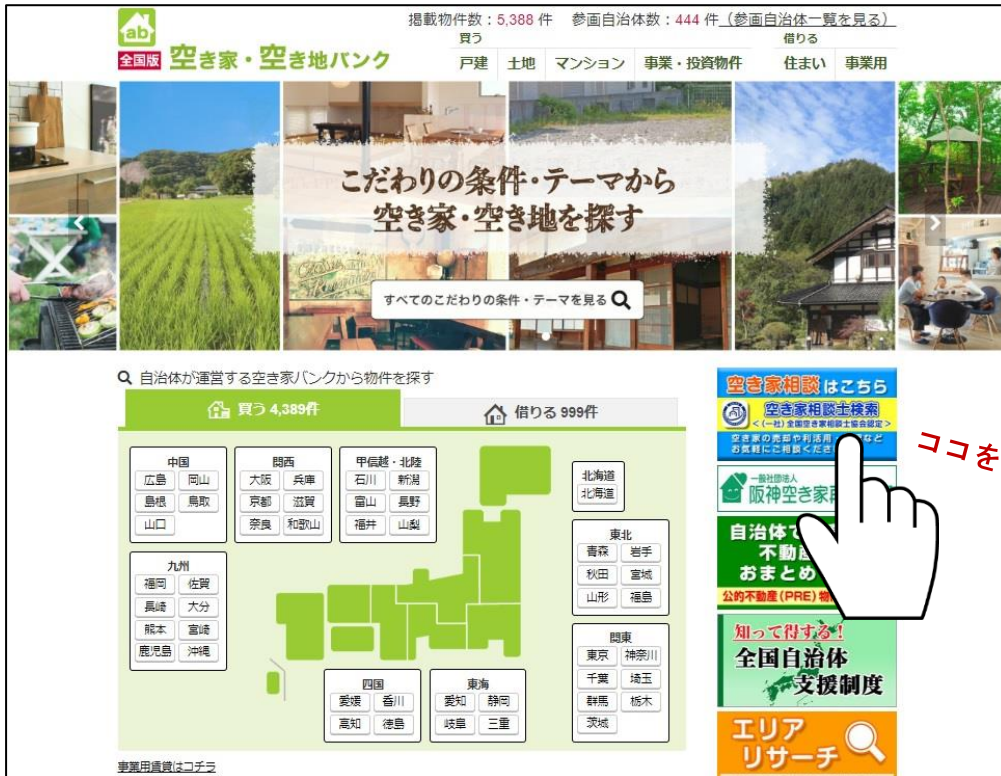 掲載物件数：5,388 件 参画自治体数：444 件 (参画自治体一覧を見る)
ab
全国版 空き家・空き地バンク
買う 借りる
戸建 土地 マンション 事業・投資物件 住まい 事業用
こだわりの条件・テーマから
空き家・空き地を探す
すべてのこだわりの条件・テーマを見る
自治体が運営する空き家バンクから物件を探す
買う 4,389件
借りる 999件
中国
広島 岡山
島根 鳥取
山口
関西
大阪 兵庫
京都 滋賀
奈良 和歌山
甲信越・北陸
石川 新潟
富山 長野
福井 山梨
北海道
北海道
東北
青森 岩手
秋田 宮城
山形 福島
九州
福岡 佐賀
長崎 大分
熊本 宮崎
鹿児島 沖縄
関東
東京 神奈川
千葉 埼玉
群馬 栃木
茨城
四国
愛媛 香川
高知 徳島
東海
愛知 静岡
岐阜 三重
事業用賃貸はコチラ
空き家相談はこちら
空き家相談士検索
＜(一社)全国空き家相談士協会認定＞
空き家の売却や利活用・など
お気軽にご相談くださ
ココを
一般社団法人
阪神空き家
自治体で
不動産
おまとめ
公的不動産(PRE)物
知って得する！
全国自治体
支援制度
エリア
リサーチ